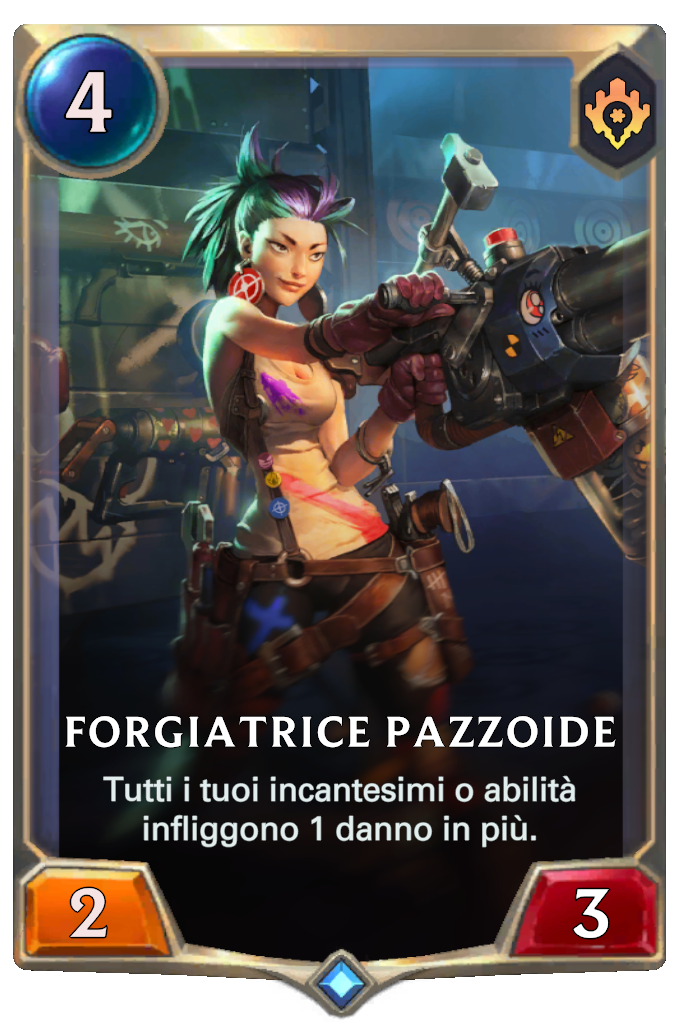 4
FORGIATRICE PAZZOIDE
Tutti i tuoi incantesimi o abilità
infliggono 1 danno in più.
2
3